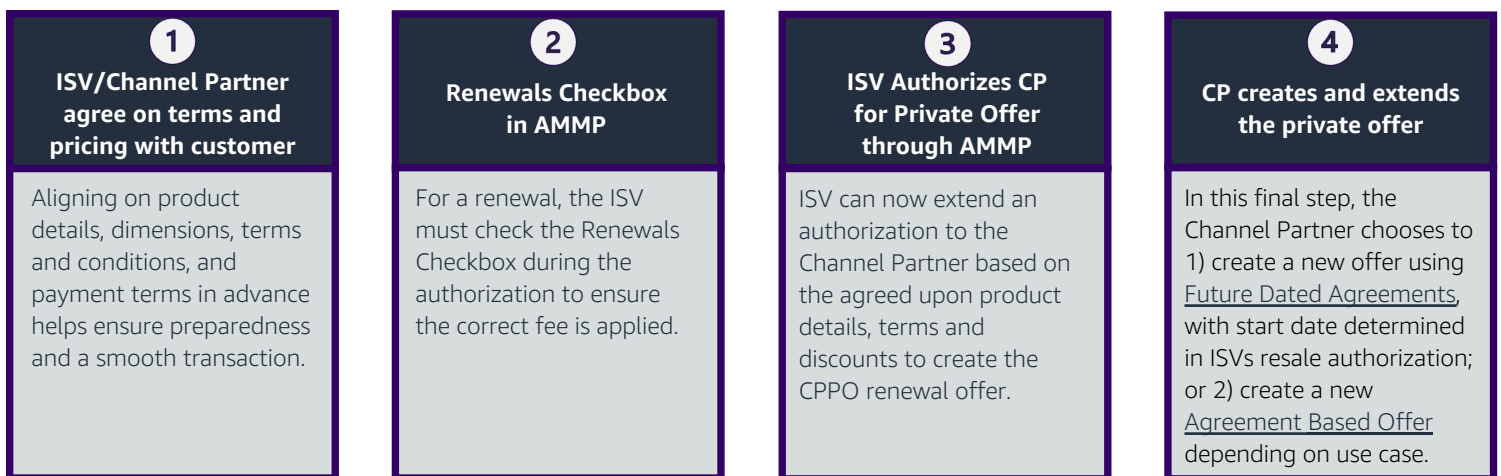 1
ISV/Channel Partner
agree on terms and
pricing with customer
Aligning on product
details, dimensions, terms
and conditions, and
payment terms in advance
helps ensure preparedness
and a smooth transaction.
2
Renewals Checkbox
in AMMP
For a renewal, the ISV
must check the Renewals
Checkbox during the
authorization to ensure
the correct fee is applied.
3
ISV Authorizes CP
for Private Offer
through AMMP
ISV can now extend an
authorization to the
Channel Partner based on
the agreed upon product
details, terms and
discounts to create the
CPPO renewal offer.
4
CP creates and extends
the private offer
In this final step, the
Channel Partner chooses to
1) create a new offer using
Future Dated Agreements,
with start date determined
in ISVs resale authorization;
or 2) create a new
Agreement Based Offer
depending on use case.